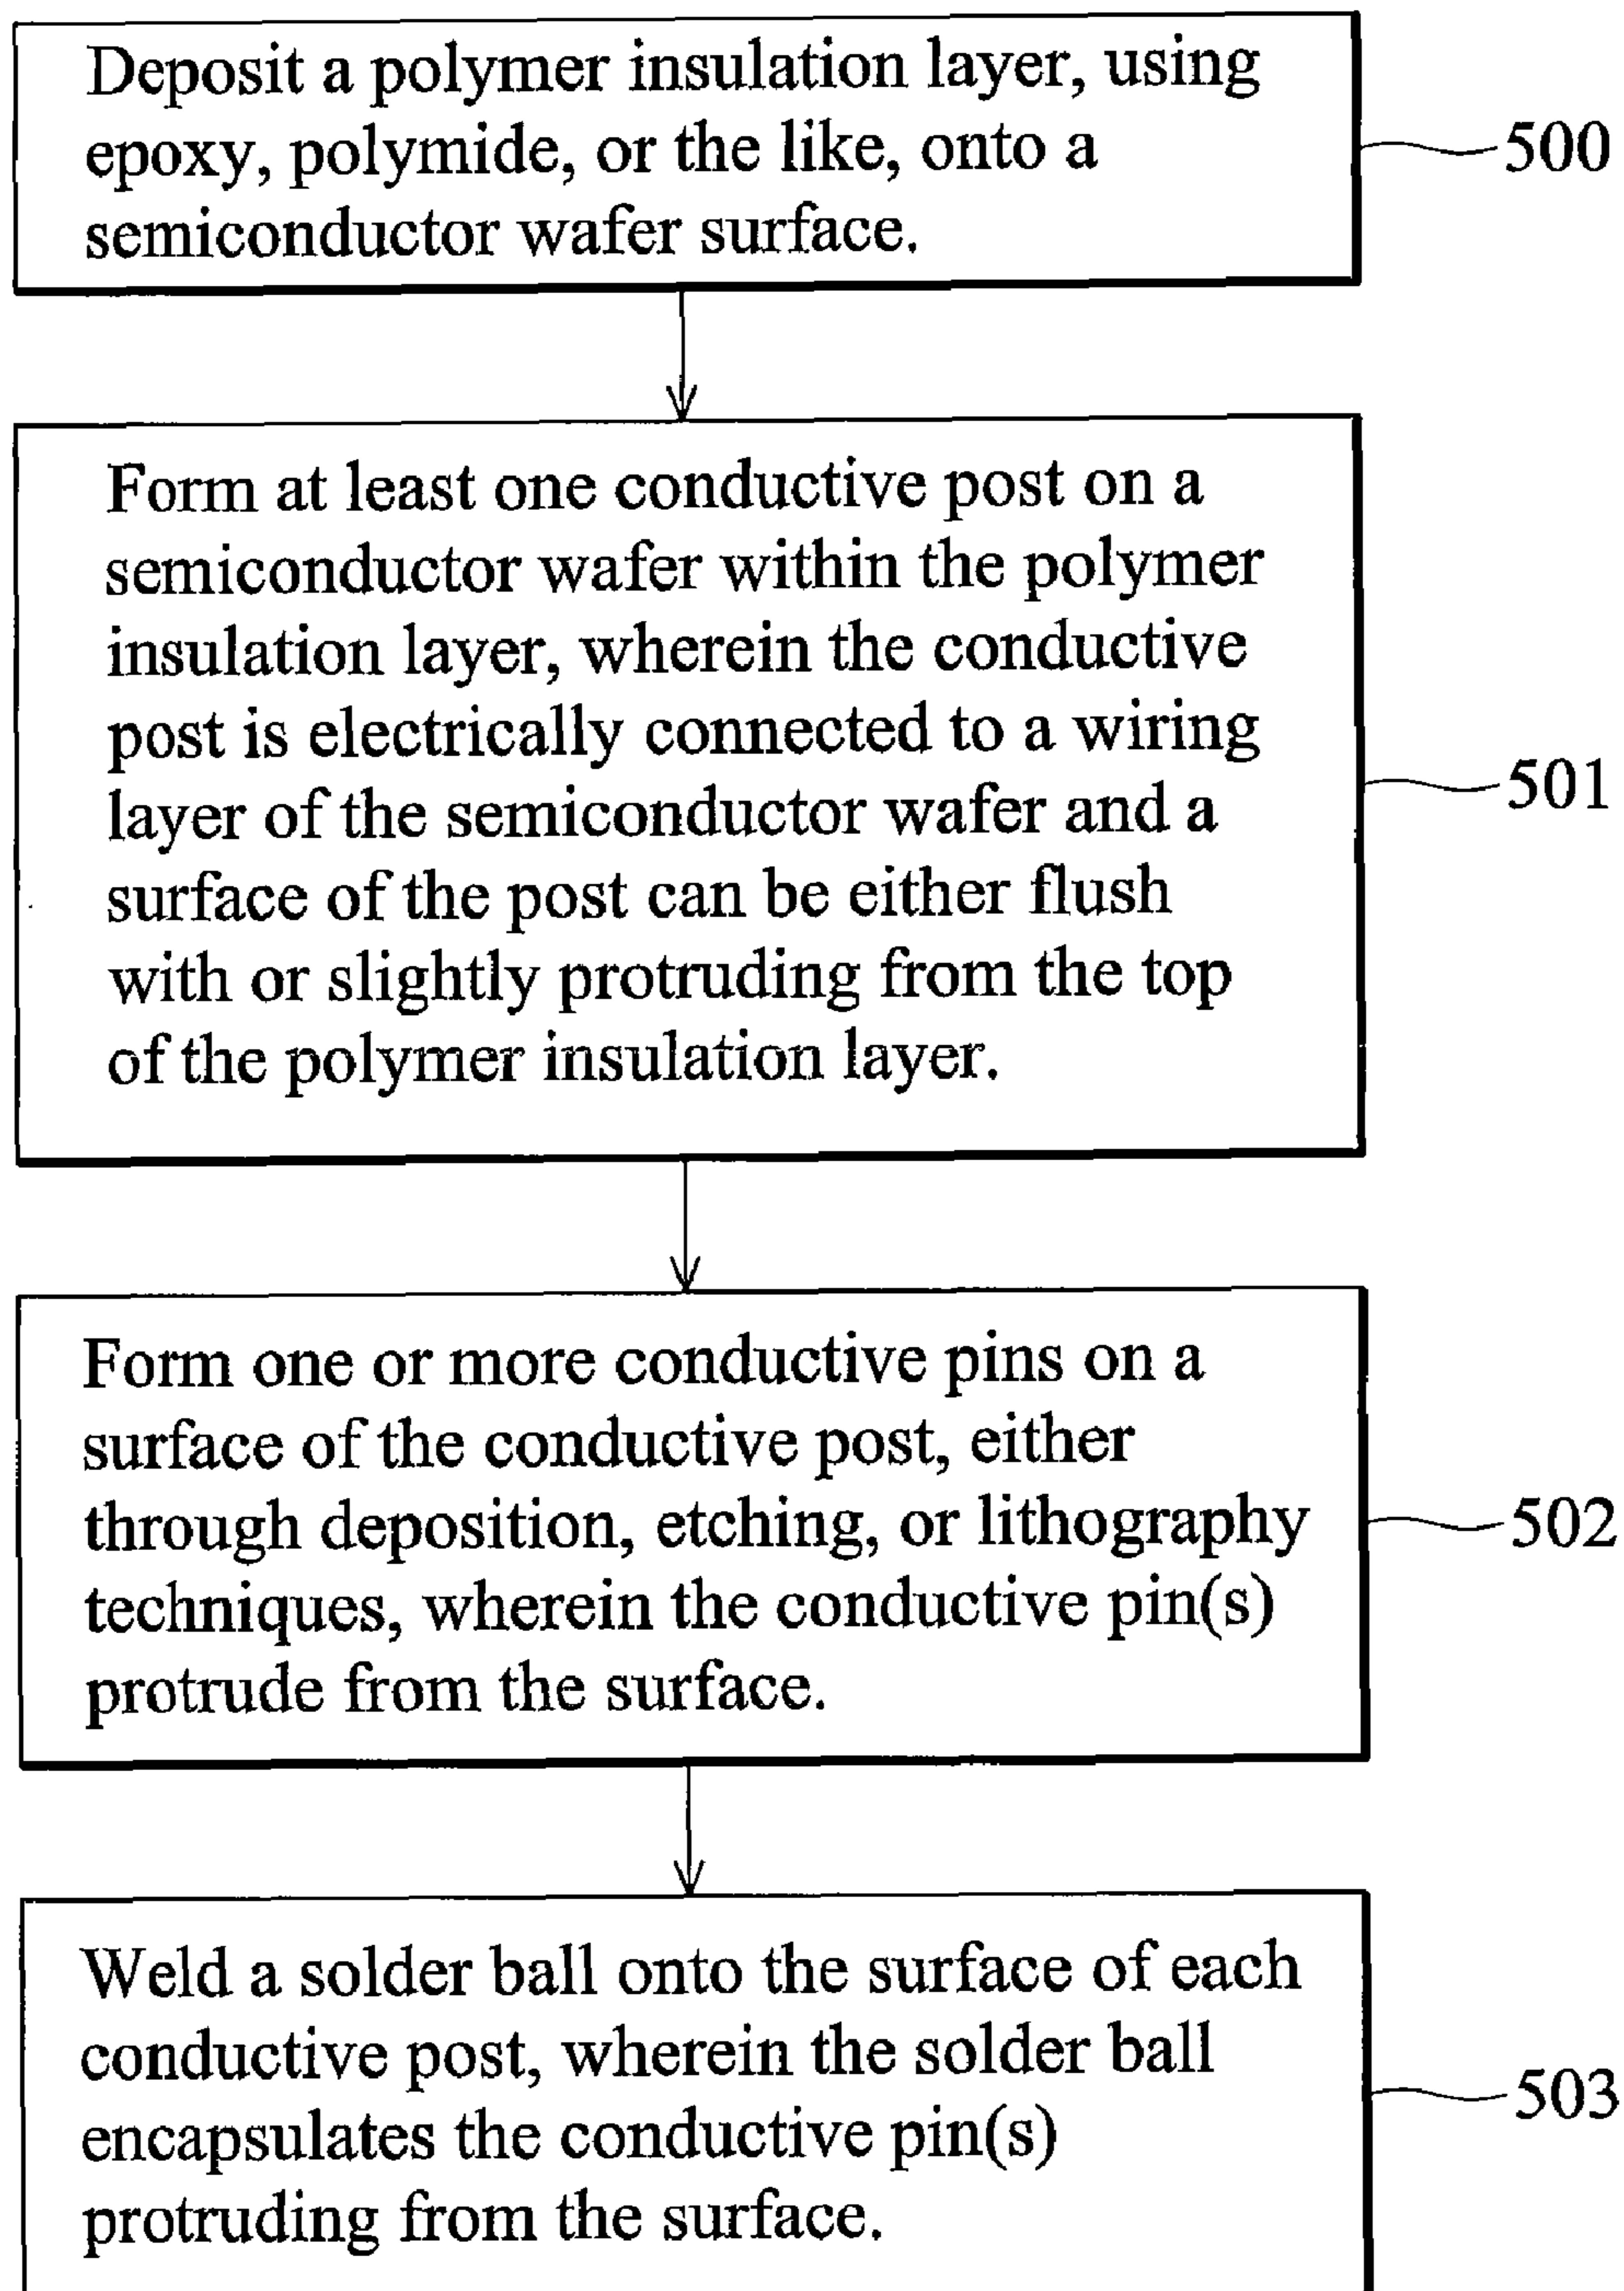 Deposit a polymer insulation layer, using
epoxy, polymide, or the like, onto a
semiconductor wafer surface.
500
Form at least one conductive post on a
semiconductor wafer within the polymer
insulation layer, wherein the conductive
post is electrically connected to a wiring
layer of the semiconductor wafer and a
surface of the post can be either flush
with or slightly protruding from the top
of the polymer insulation layer.
501
Form one or more conductive pins on a
surface of the conductive post, either
through deposition, etching, or lithography
techniques, wherein the conductive pin(s)
protrude from the surface.
502
Weld a solder ball onto the surface of each
conductive post, wherein the solder ball
encapsulates the conductive pin(s)
protruding from the surface.
503